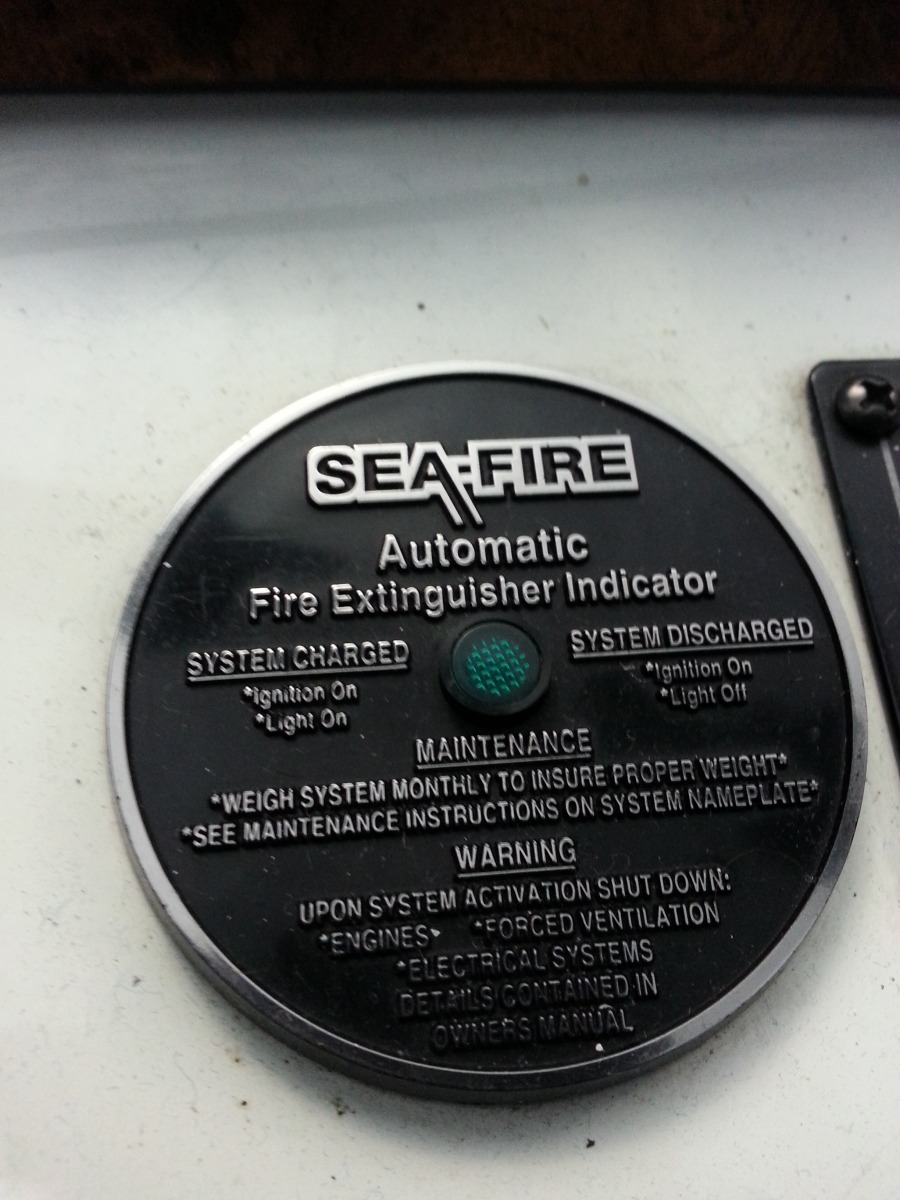 SEA-FIRE
Automatic
Fire Extinguisher Indicator
SYSTEM CHARGED
*Ignition On
*Light On
SYSTEM DISCHARGED
*Ignition On
*Light Off
MAINTENANCE
*WEIGH SYSTEM MONTHLY TO INSURE PROPER WEIGHT*
*SEE MAINTENANCE INSTRUCTIONS ON SYSTEM NAMEPLATE*
WARNING
UPON SYSTEM ACTIVATION SHUT DOWN:
*ENGINES* *FORCED VENTILATION
*ELECTRICAL SYSTEMS
DETAILS CONTAINED IN
OWNERS MANUAL